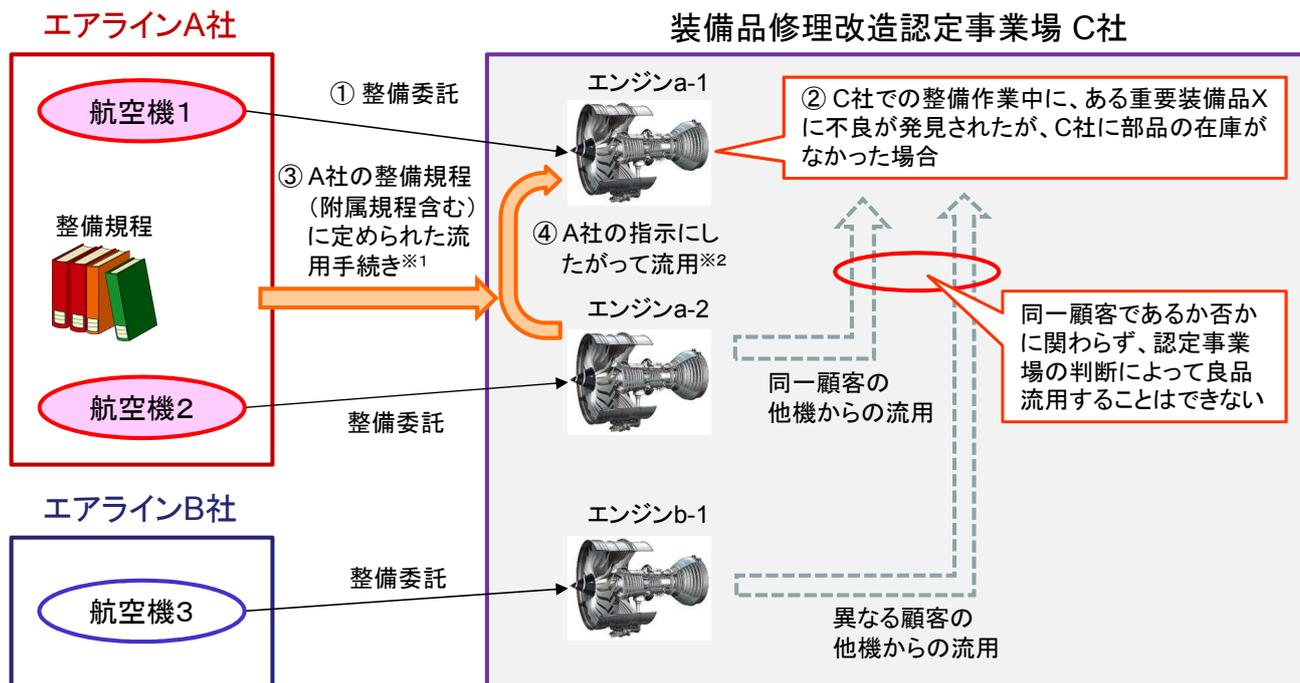 エアラインA社
装備品修理改造認定事業場 C社
航空機1
① 整備委託
エンジンa-1
② C社での整備作業中に、ある重要装備品X
に不良が発見されたが、C社に部品の在庫が
なかった場合
整備規程
③ A社の整備規程
（附属規程含む）
に定められた流
用手続き※1
④ A社の指示にし
たがって流用※2
エンジンa-2
同一顧客であるか否か
に関わらず、認定事業
場の判断によって良品
流用することはできない
航空機2
整備委託
同一顧客の
他機からの流用
エアラインB社
エンジンb-1
航空機3
整備委託
異なる顧客の
他機からの流用